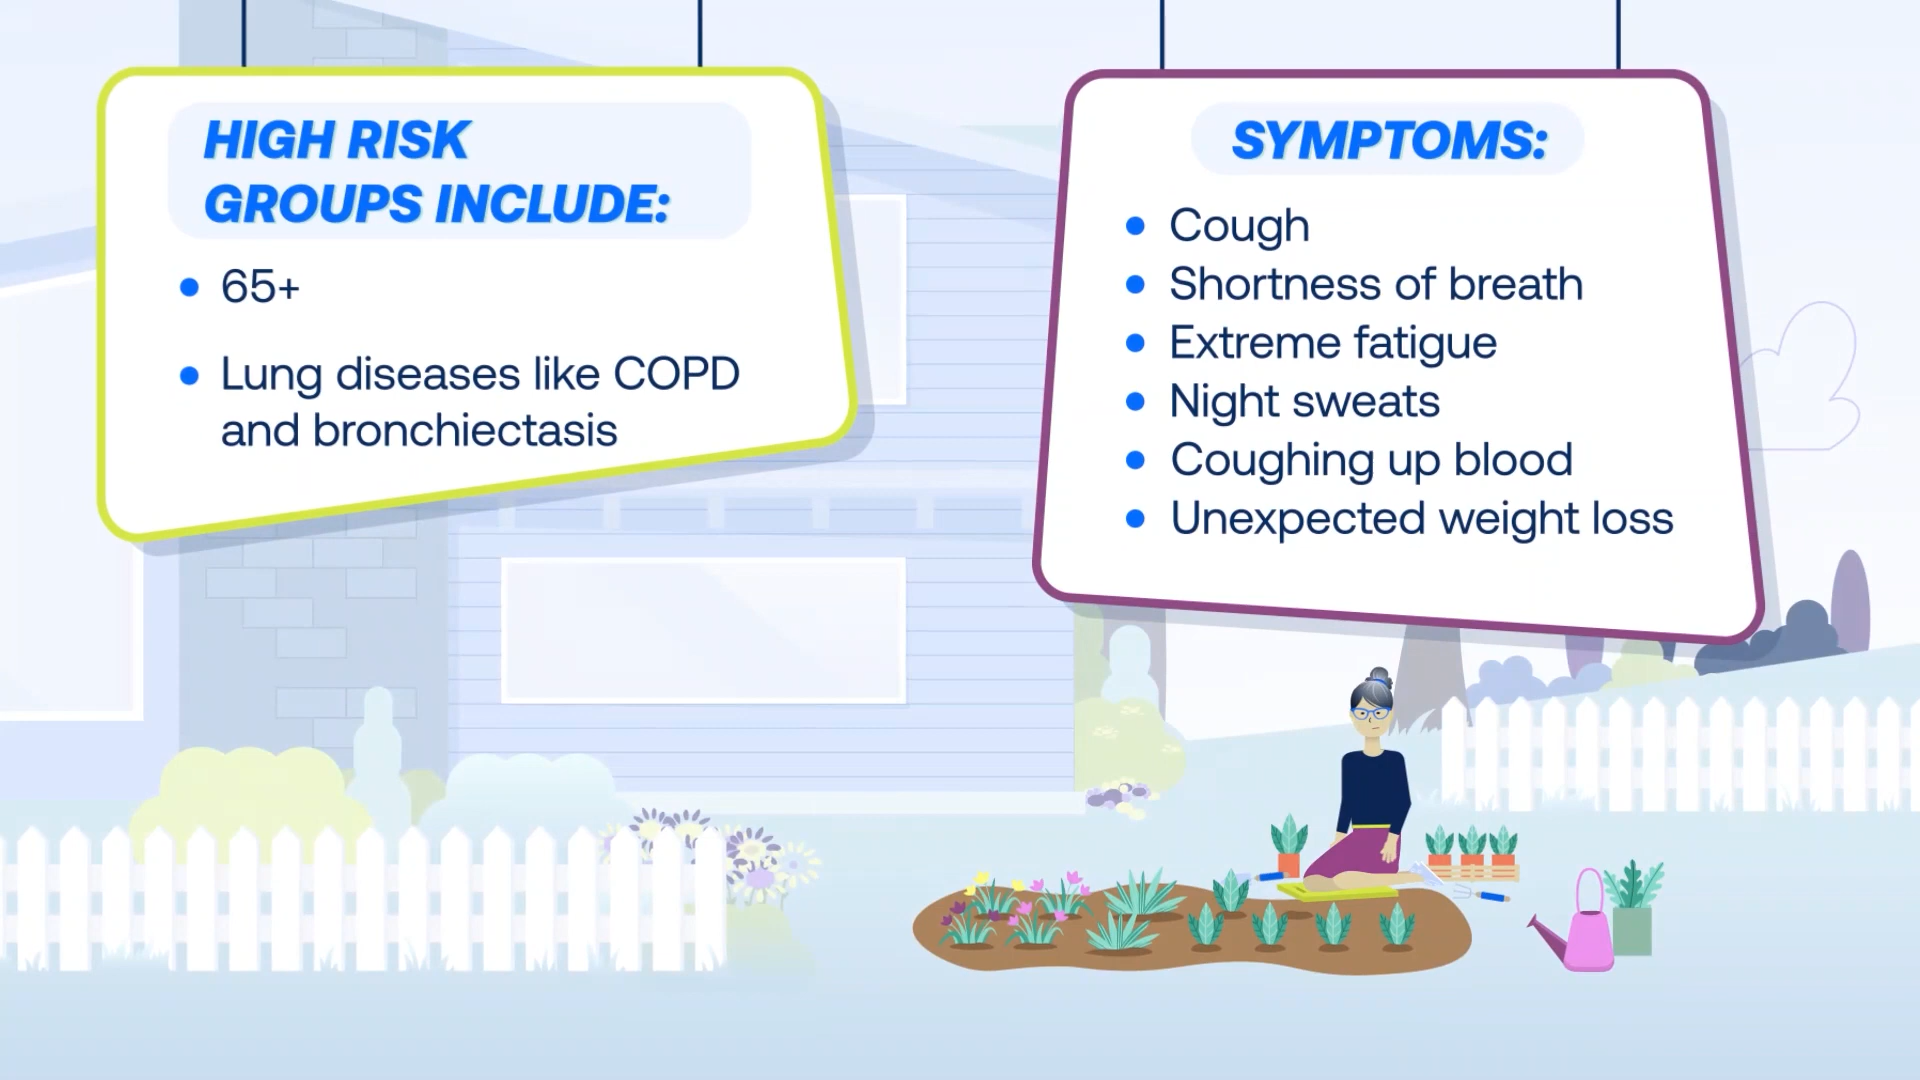 HIGH RISK
GROUPS INCLUDE:
65+
Lung diseases like COPD
and bronchiectasis
SYMPTOMS:
Cough
Shortness of breath
Extreme fatigue
Night sweats
Coughing up blood
Unexpected weight loss